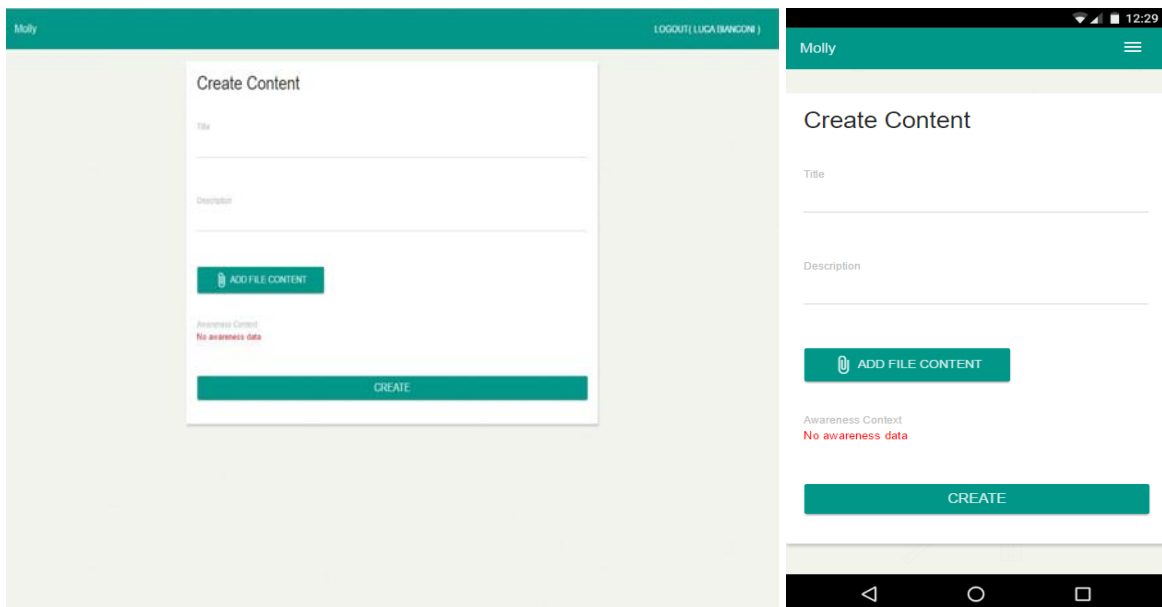 Molly
LOGOUT( LUCA BIANCONI )
Create Content
Title
Description
ADD FILE CONTENT
Awareness Context
No awareness data
CREATE
12:29
Molly
Create Content
Title
Description
ADD FILE CONTENT
Awareness Context
No awareness data
CREATE